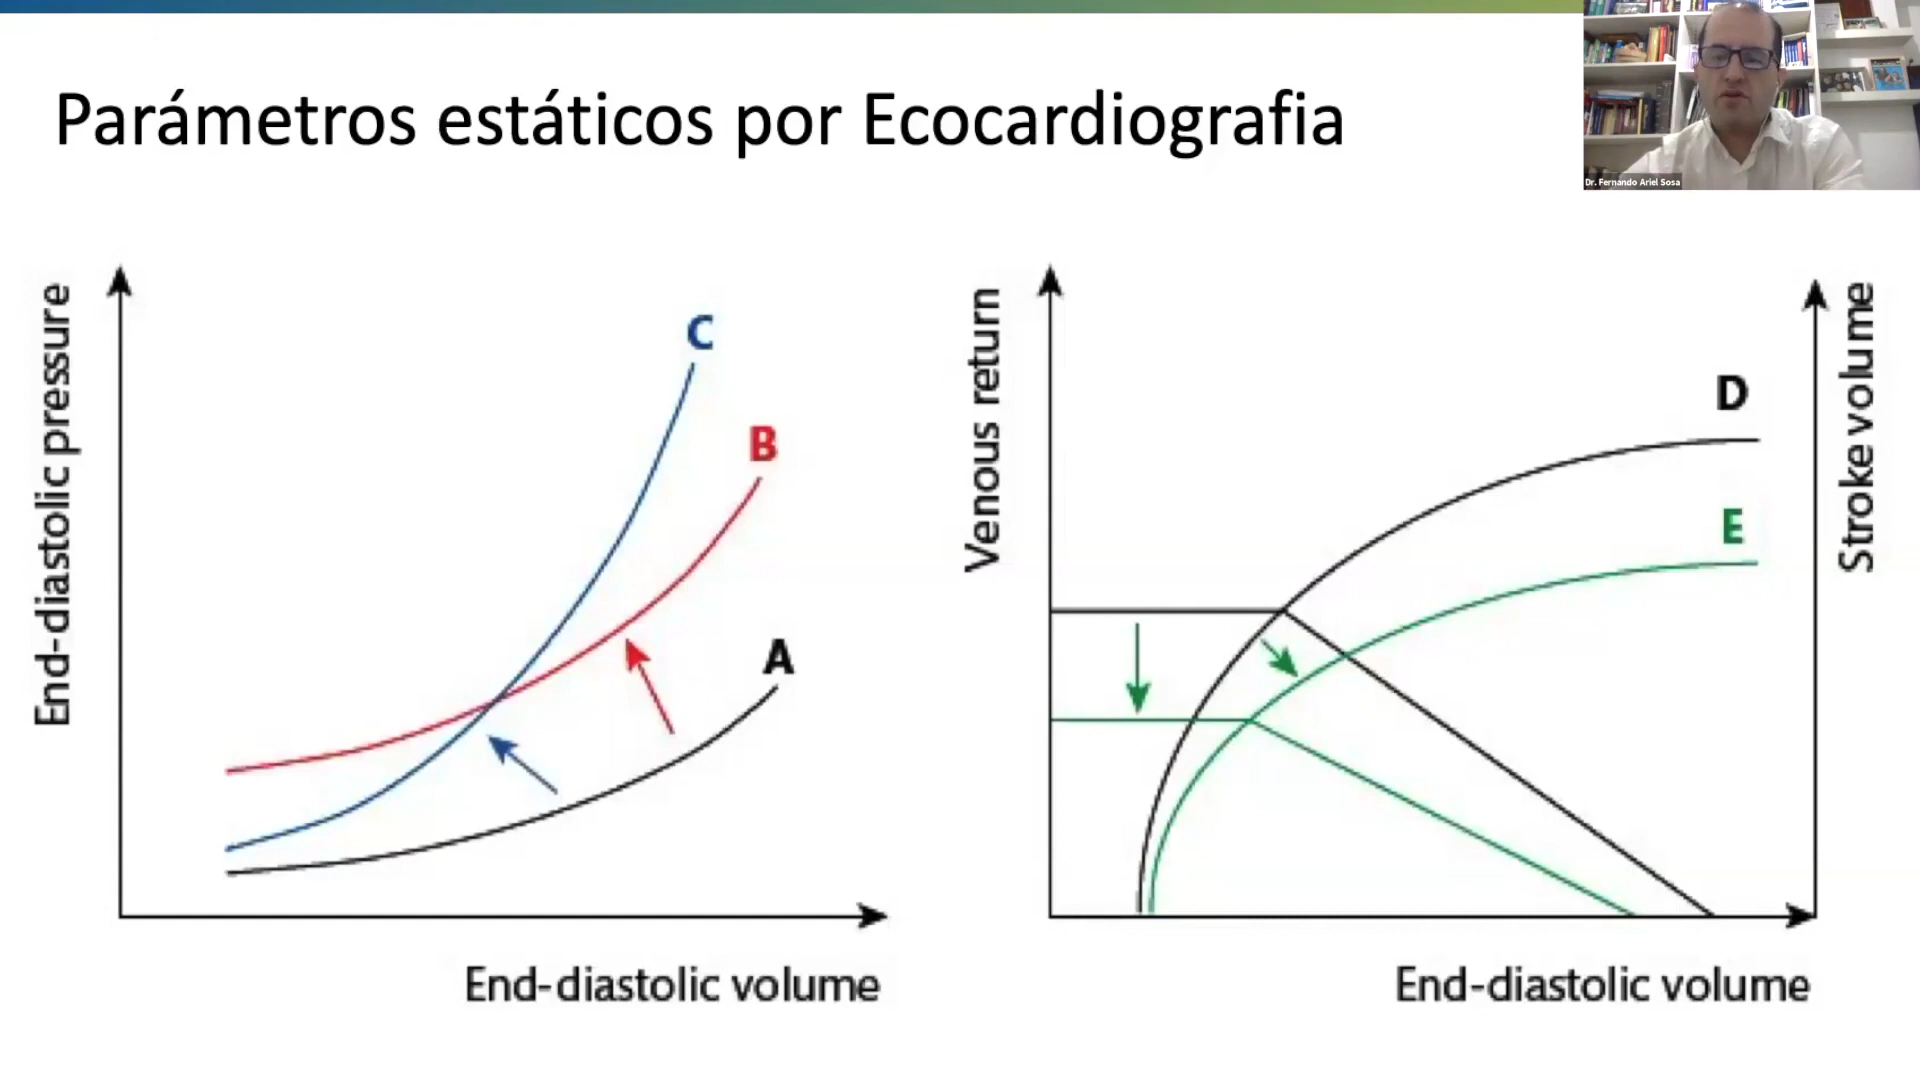 Parámetros estáticos por Ecocardiografia
Dr. Fernando Ariel Sosa
End-diastolic pressure
C
B
A
End-diastolic volume
Venous return
D
E
Stroke volume
End-diastolic volume